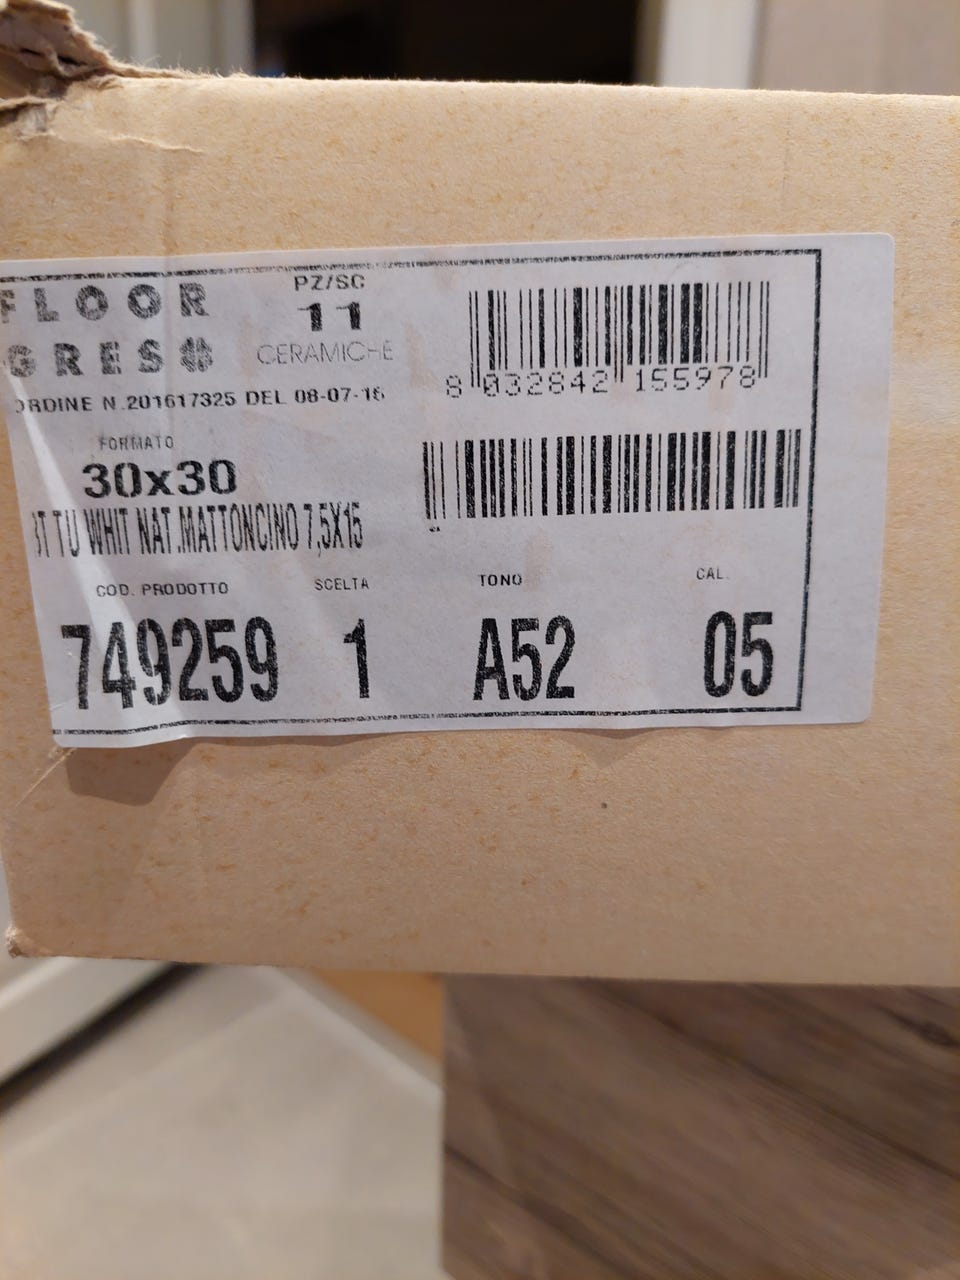 FLOOR
GRES
PZ/SC
11
CERAMICHE
8 032842 155978
ORDINE N.201617325 DEL 08-07-16
FORMATO
30x30
ST TU WHIT NAT.MATTONCINO 7,5X15
COD. PRODOTTO SCELTA TONO CAL.
749259 1 A52 05